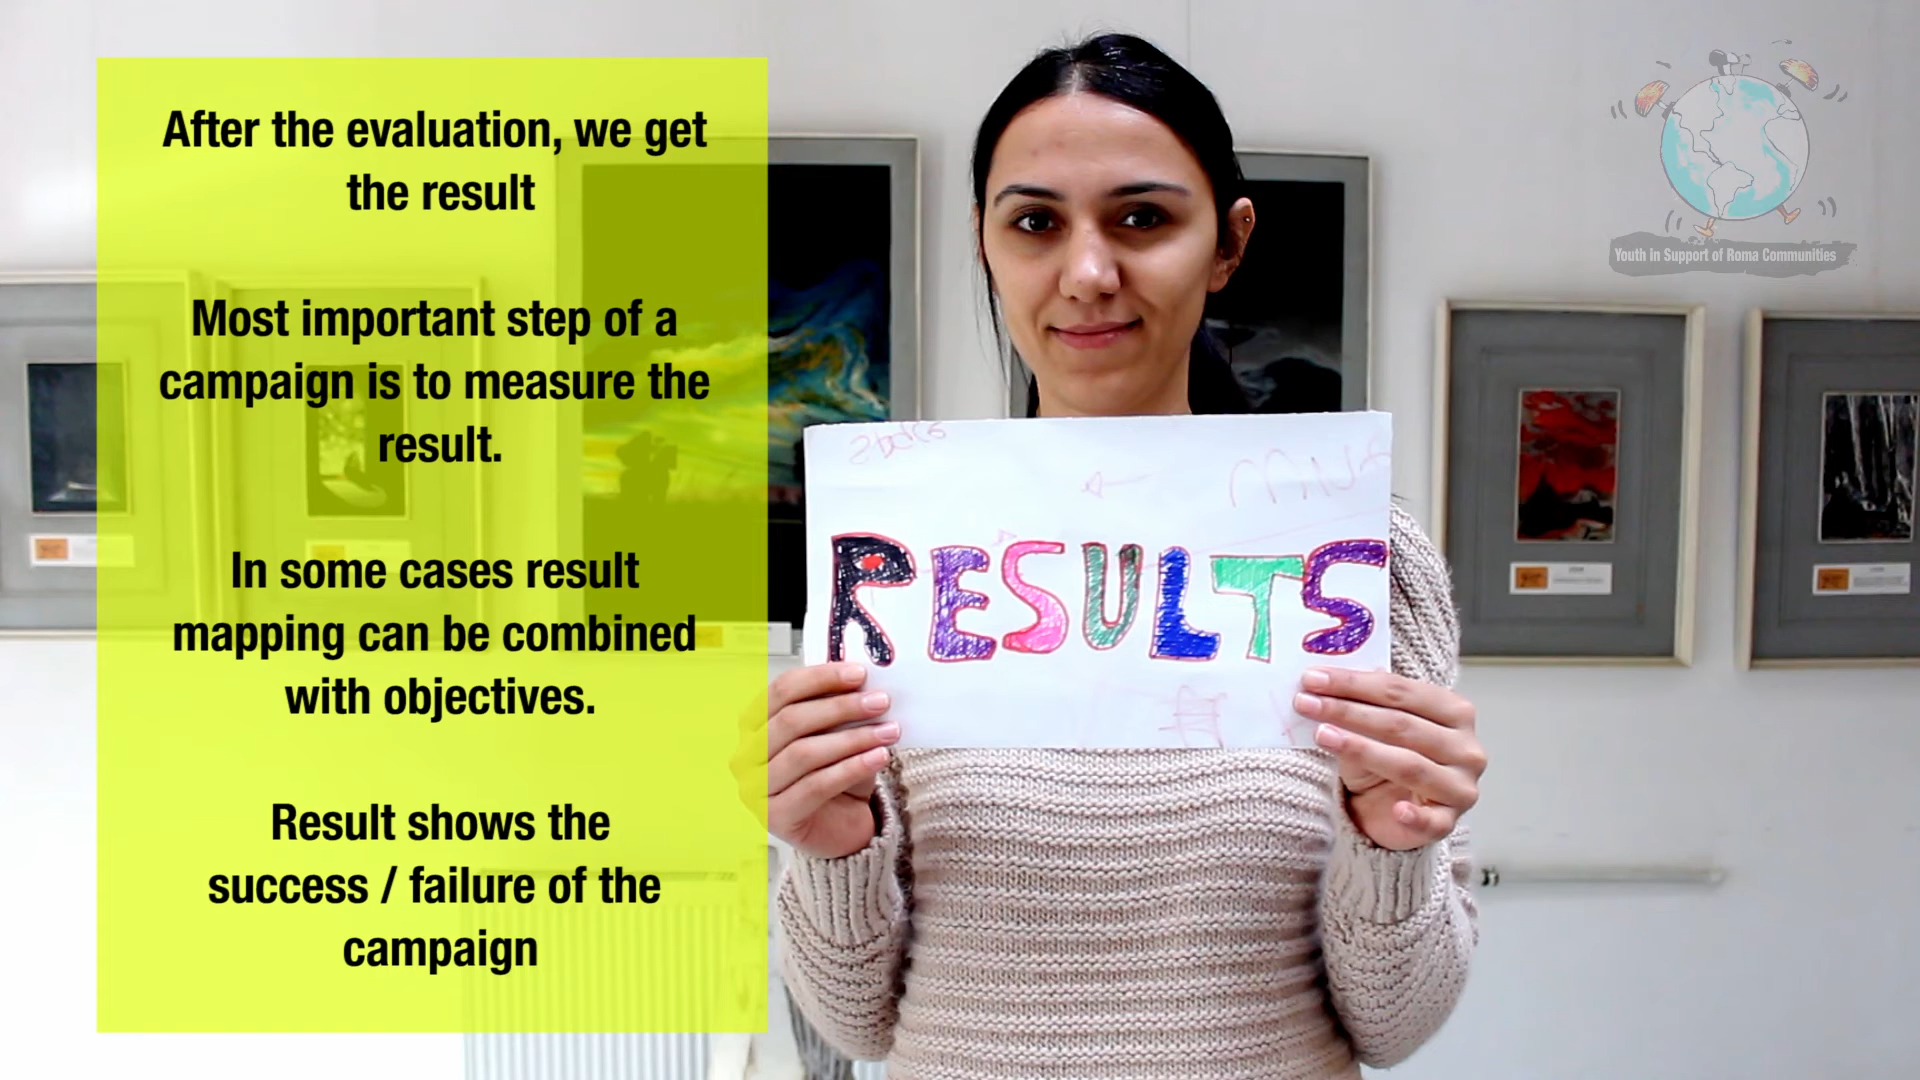 After the evaluation, we get
the result
Most important step of a
campaign is to measure the
result.
In some cases result
mapping can be combined
with objectives.
Result shows the
success / failure of the
campaign
RESULTS
Youth in Support of Roma Communities